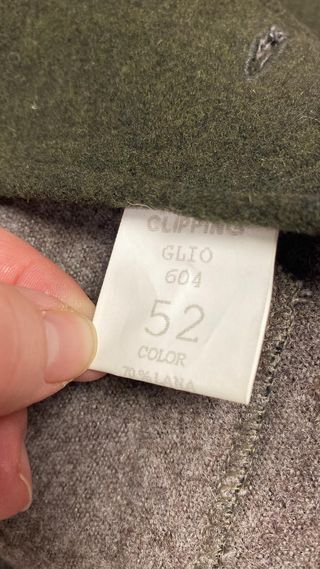 CLIPPING
GLIO
604
52
COLOR
70% LANA